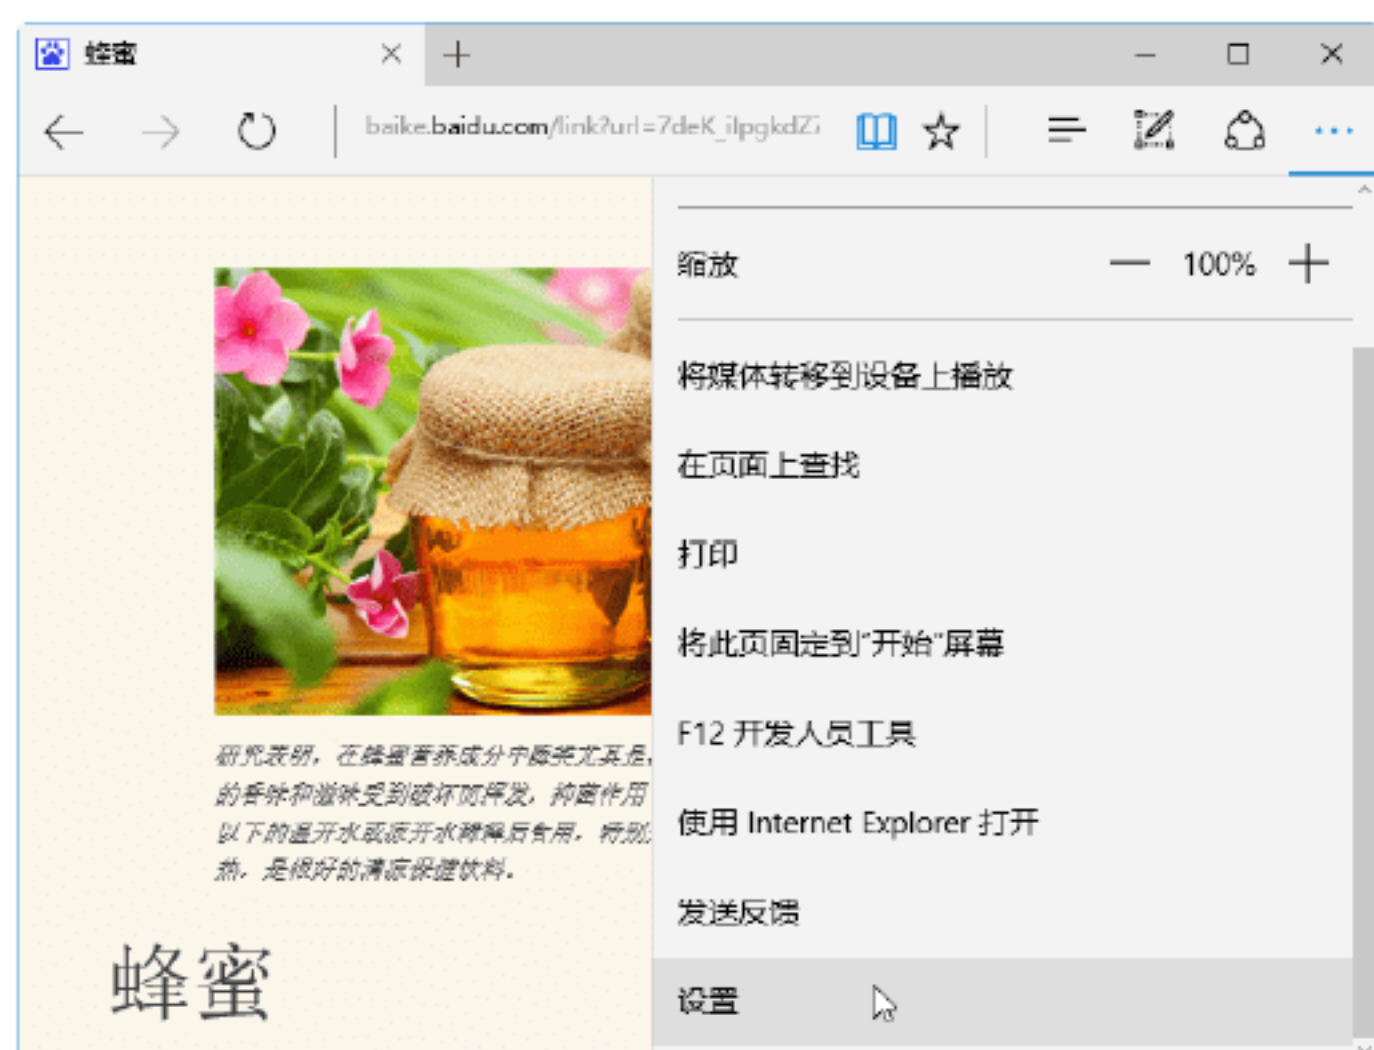 蜂蜜
baike.baidu.com/link?url=7deK_ilpgkdZ
缩放
100%
将媒体转移到设备上播放
在页面上查找
打印
将此页固定到“开始”屏幕
F12 开发人员工具
使用 Internet Explorer 打开
发送反馈
设置
研究表明，在蜂蜜营养成分中酶类尤其是
的香味和滋味受到破坏而挥发，抑菌作用
以下的温开水或凉开水稀释后食用，特别
热，是很好的清凉保健饮料。
蜂蜜